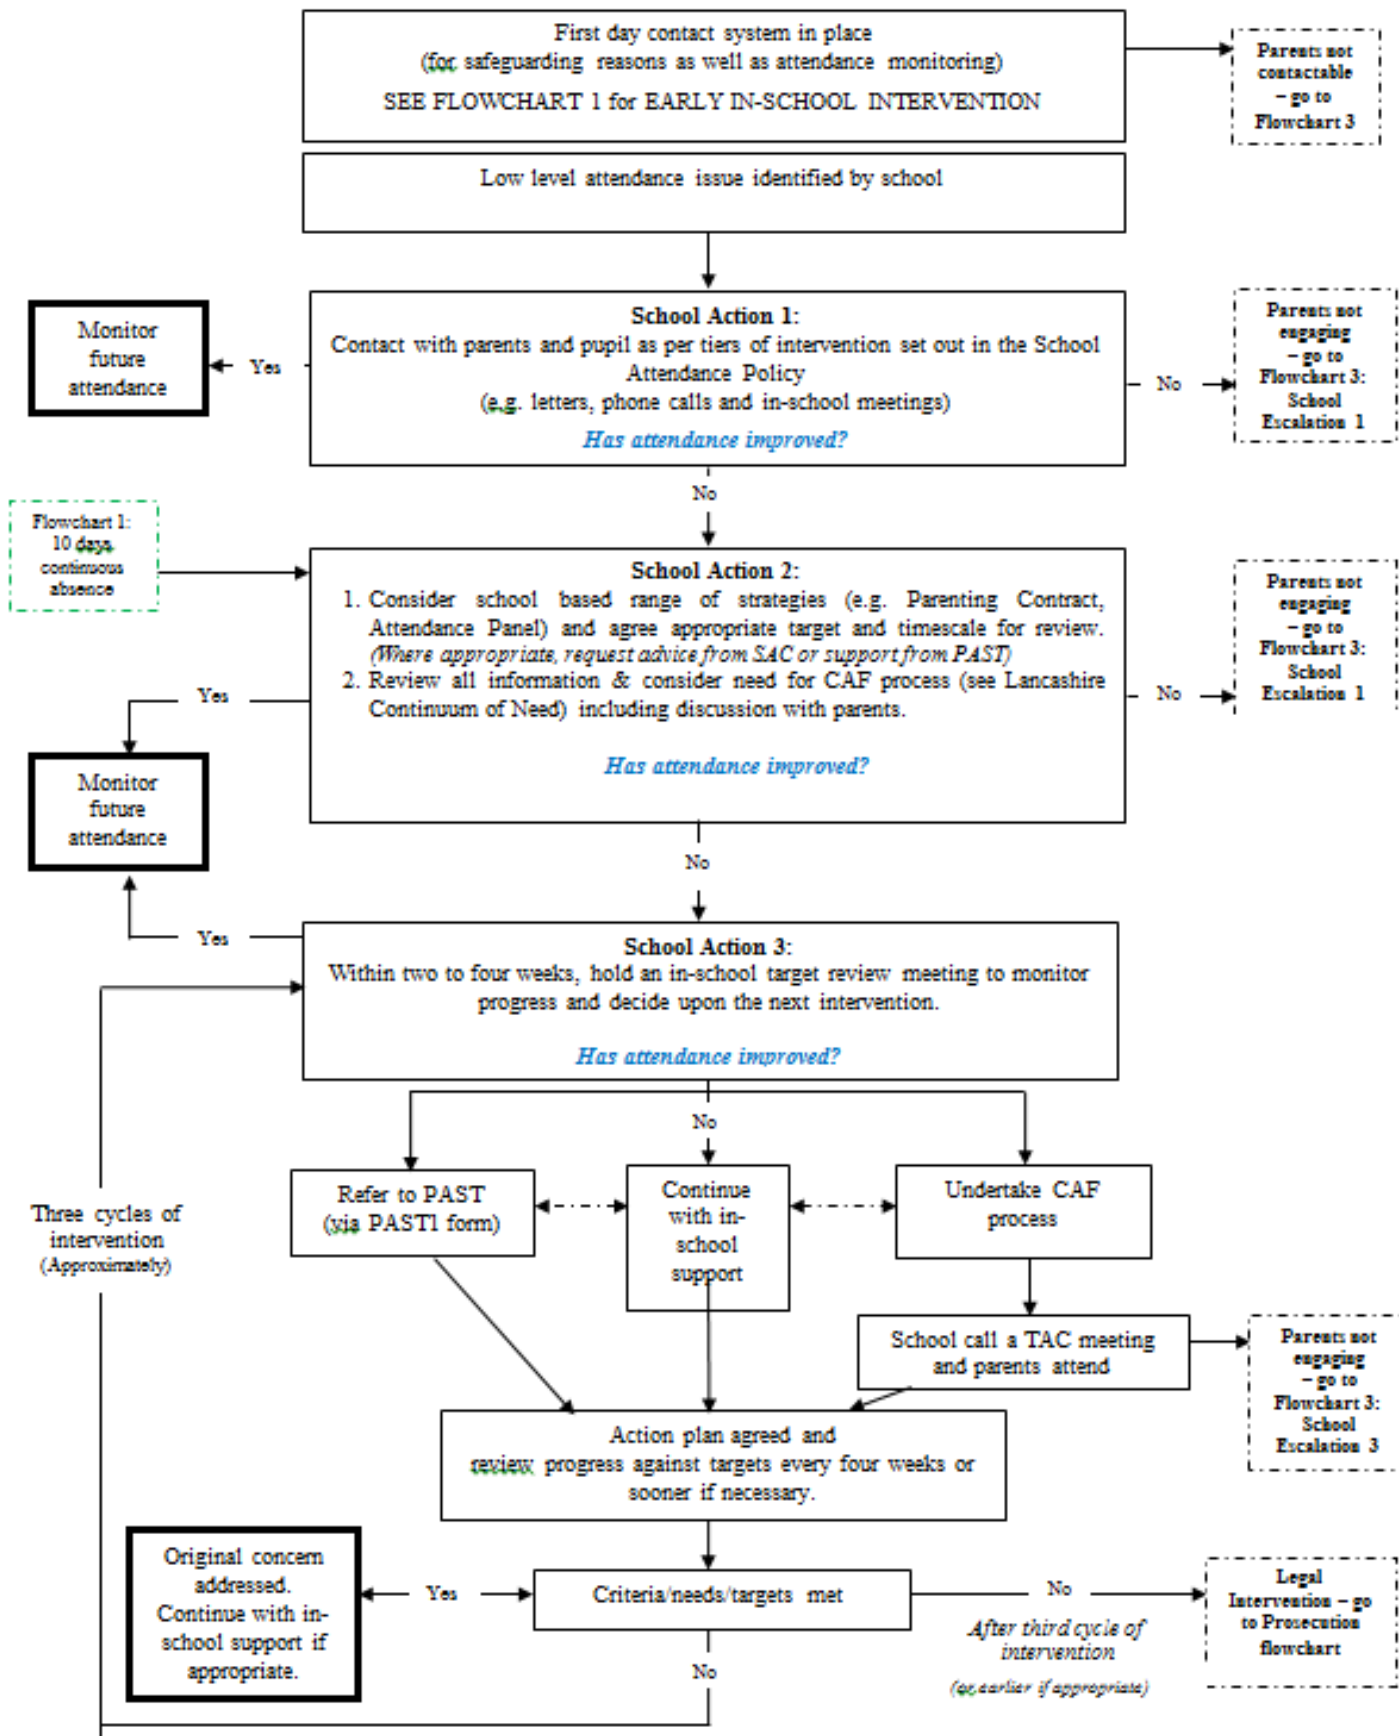 First day contact system in place
(for safeguarding reasons as well as attendance monitoring)
SEE FLOWCHART 1 for EARLY IN-SCHOOL INTERVENTION
Parents not
contactable
– go to
Flowchart 3
Low level attendance issue identified by school
School Action 1:
Contact with parents and pupil as per tiers of intervention set out in the School
Attendance Policy
(e.g. letters, phone calls and in-school meetings)
Has attendance improved?
Monitor
future
attendance
Yes
No
Parents not
engaging
– go to
Flowchart 3:
School
Escalation 1
No
Flowchart 1:
10 days
continuous
absence
School Action 2:
1. Consider school based range of strategies (e.g. Parenting Contract,
Attendance Panel) and agree appropriate target and timescale for review.
(Where appropriate, request advice from SAC or support from PAST)
2. Review all information & consider need for CAF process (see Lancashire
Continuum of Need) including discussion with parents.
Has attendance improved?
Yes
No
Parents not
engaging
– go to
Flowchart 3:
School
Escalation 1
Monitor
future
attendance
No
Yes
School Action 3:
Within two to four weeks, hold an in-school target review meeting to monitor
progress and decide upon the next intervention.
Has attendance improved?
No
Three cycles of
intervention
(Approximately)
Refer to PAST
(via PAST1 form)
Continue
with in-
school
support
Undertake CAF
process
School call a TAC meeting
and parents attend
Parents not
engaging
– go to
Flowchart 3:
School
Escalation 3
Action plan agreed and
review progress against targets every four weeks or
sooner if necessary.
Original concern
addressed.
Continue with in-
school support if
appropriate.
Yes
Criteria/needs/targets met
No
After third cycle of
intervention
(or earlier if appropriate)
Legal
Intervention – go
to Prosecution
flowchart
No